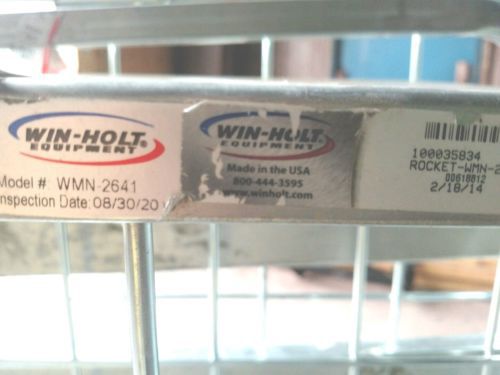 WIN-HOLT®
EQUIPMENT
Model #: WMN-2641
Inspection Date: 08/30/20
WIN-HOLT®
EQUIPMENT
Made in the USA
800-444-3595
www.winholt.com
100035834
ROCKET-WMN-2
00618812
2/18/14